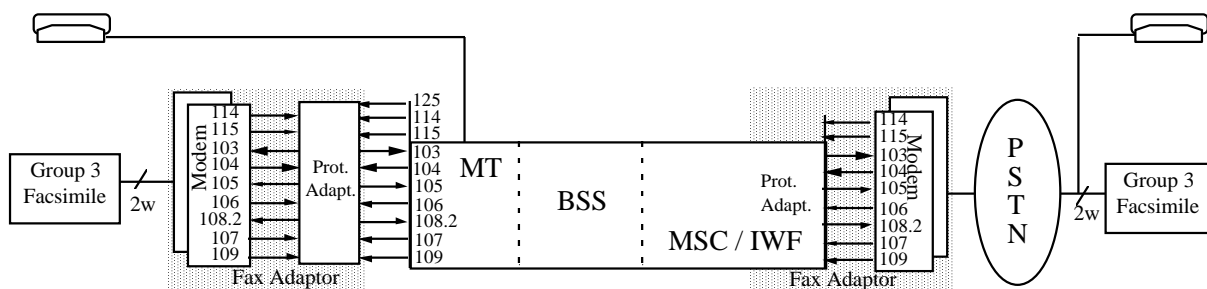 Group 3
Facsimile
2w
Modem
114
115
103
104
105
106
108.2
107
109
Prot.
Adapt.
Fax Adaptor
125
114
115
103
104
105
106
108.2
107
109
MT
BSS
MSC / IWF
Prot.
Adapt.
Fax Adaptor
114
115
103
104
105
106
108.2
107
109
Modem
PSTN
2w
Group 3
Facsimile